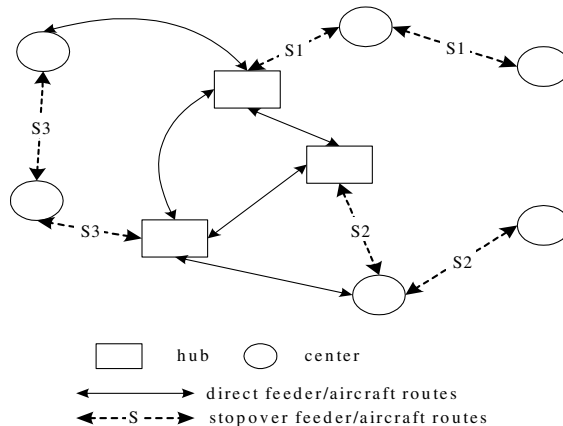 S1
S1
S3
S3
S2
S2
hub
center
direct feeder/aircraft routes
S
stopover feeder/aircraft routes